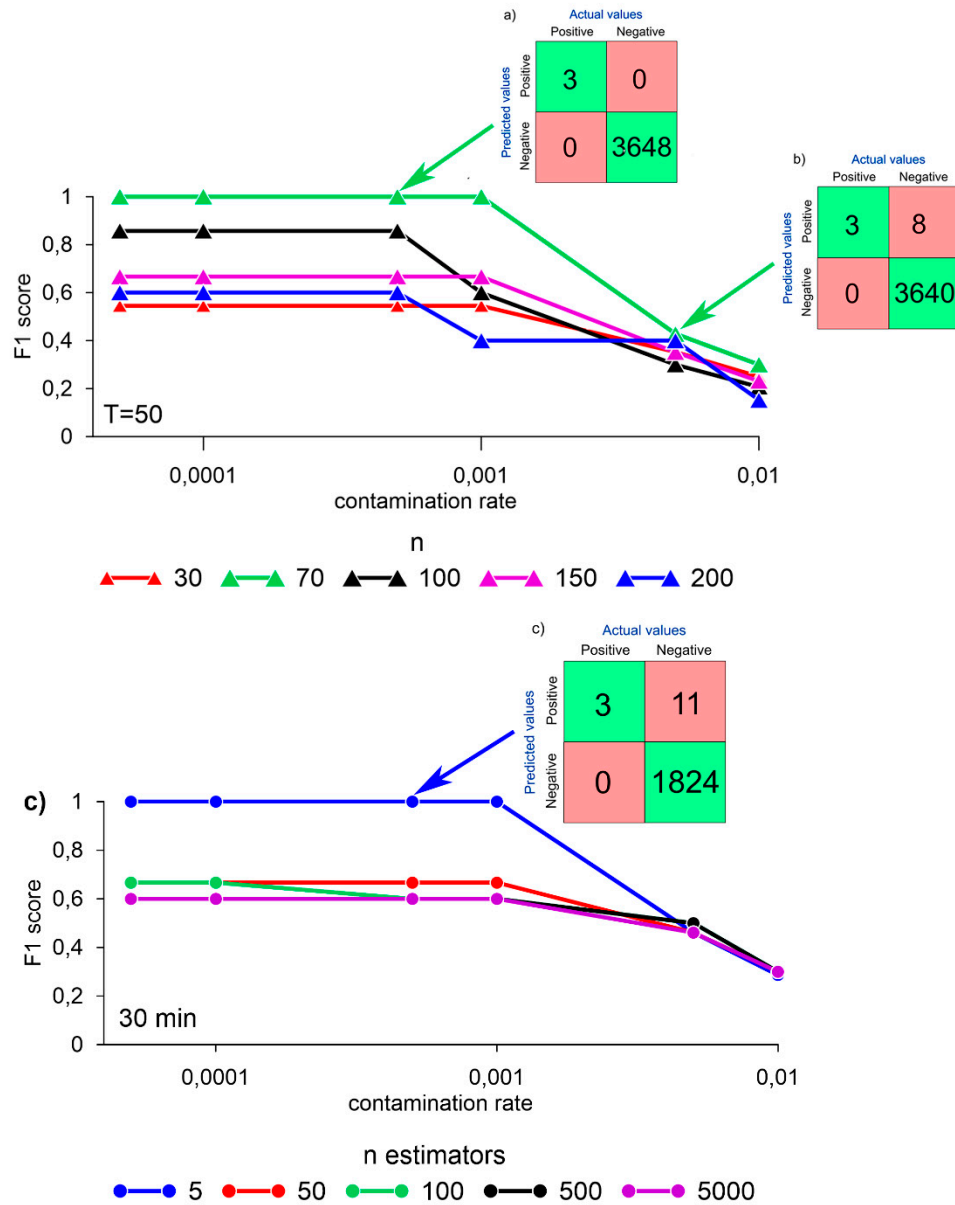 a)
Actual values
Positive Negative
Predicted values
Positive
Negative
3 0
0 3648
b)
Actual values
Positive Negative
Predicted values
Positive
Negative
3 8
0 3640
F1 score
1
0,8
0,6
0,4
0,2
0
T=50
0,0001 0,001 0,01
contamination rate
n
30 70 100 150 200
c)
Actual values
Positive Negative
Predicted values
Positive
Negative
3 11
0 1824
c)
F1 score
1
0,8
0,6
0,4
0,2
0
30 min
0,0001 0,001 0,01
contamination rate
n estimators
5 50 100 500 5000